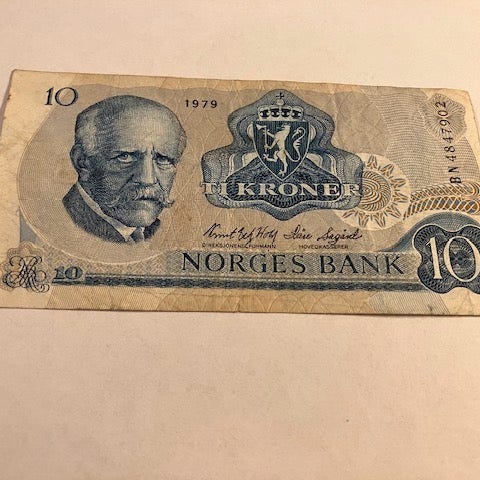 10
1979
BN 4847902
TI KRONER
DIREKSJONENS FORMANN HOVEDKASSERER
10 NORGES BANK 10